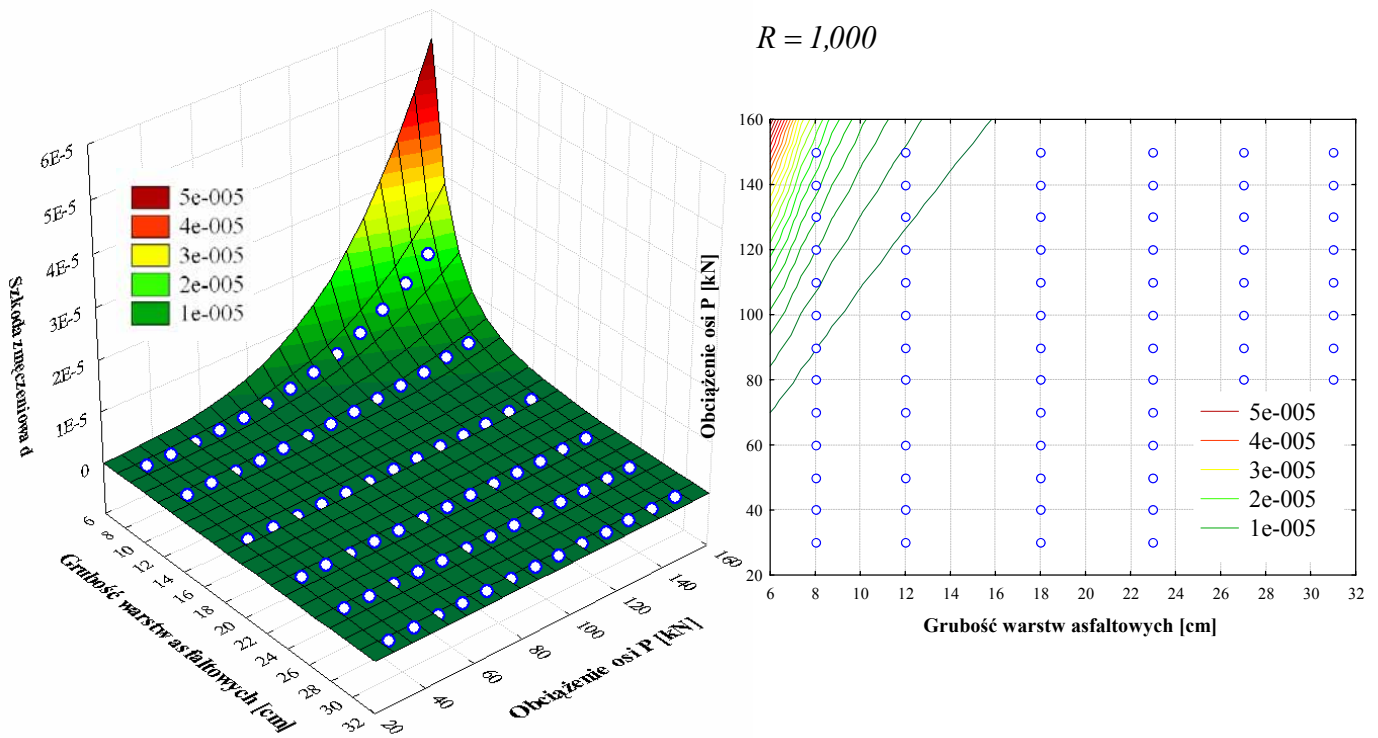 R = 1,000
6E-5
5E-5
4E-5
3E-5
2E-5
1E-5
0
Szkoda zmęczeniowa d
5e-005
4e-005
3e-005
2e-005
1e-005
6
8
10
12
14
16
18
20
22
24
26
28
30
32
Grubość warstw asfaltowych [cm]
20
40
60
80
100
120
140
160
Obciążenie osi P [kN]
160
140
120
100
80
60
40
20
Obciążenie osi P [kN]
5e-005
4e-005
3e-005
2e-005
1e-005
6 8 10 12 14 16 18 20 22 24 26 28 30 32
Grubość warstw asfaltowych [cm]